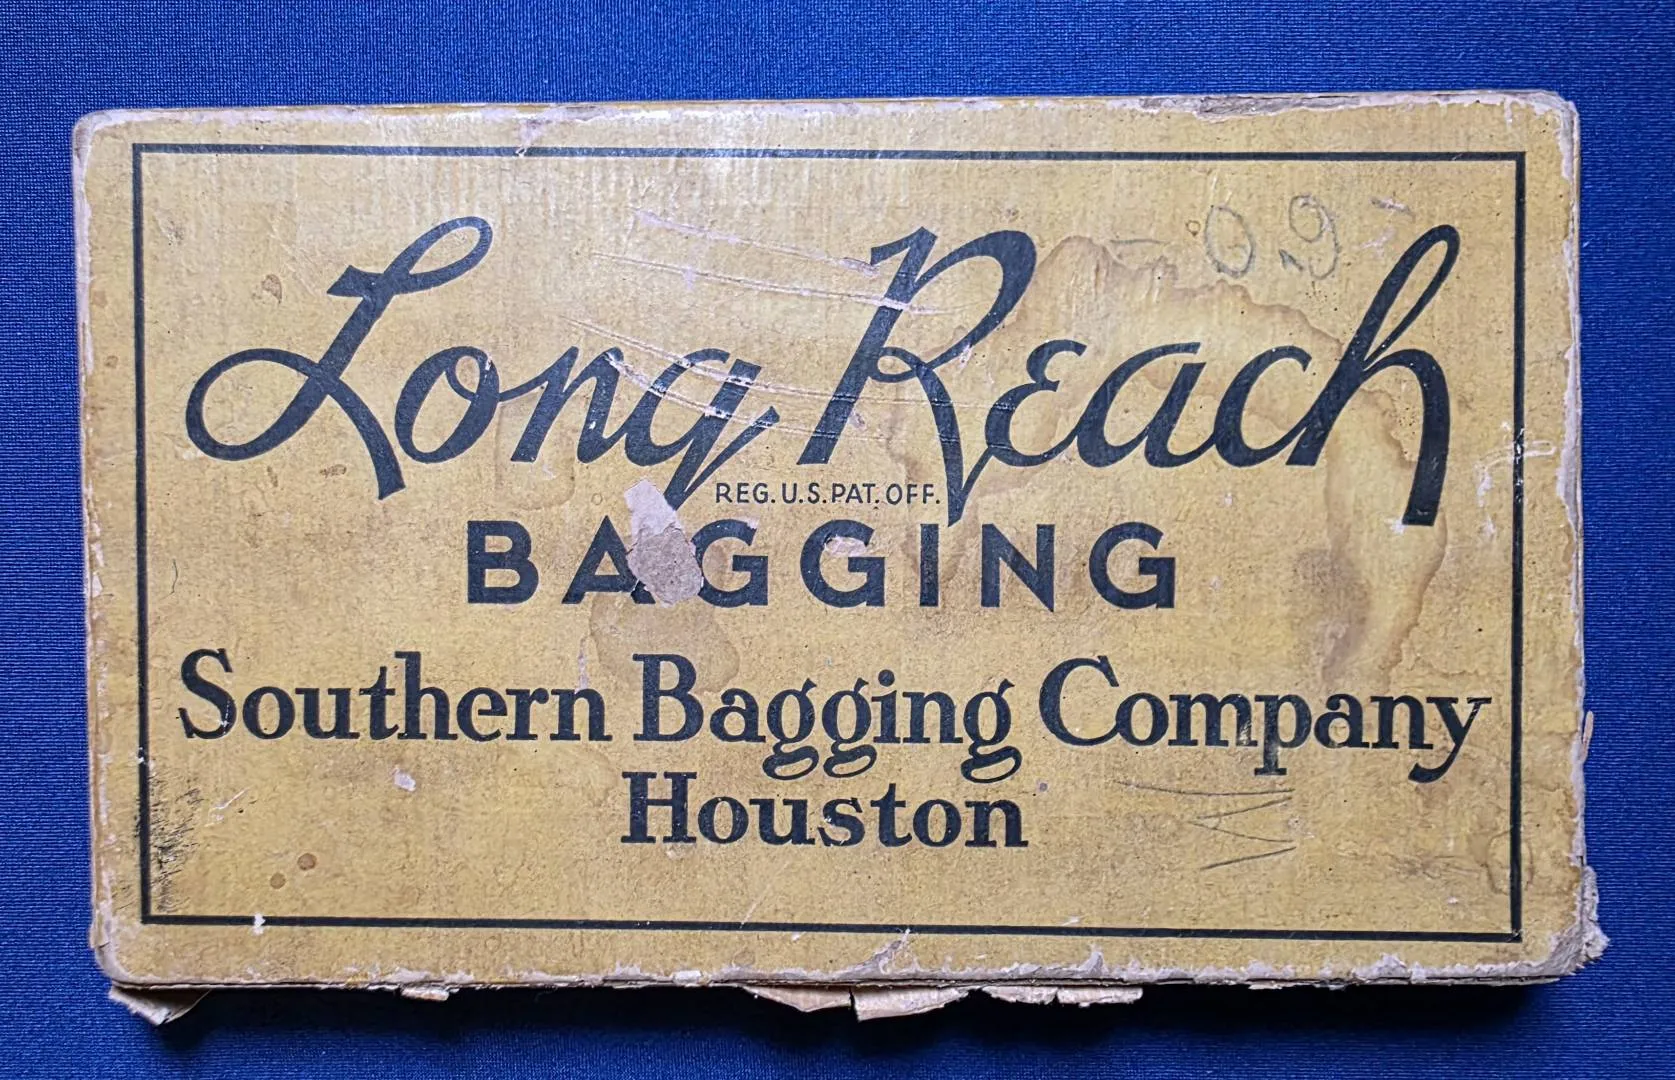 Long Reach
REG. U.S. PAT. OFF.
BAGGING
Southern Bagging Company
Houston